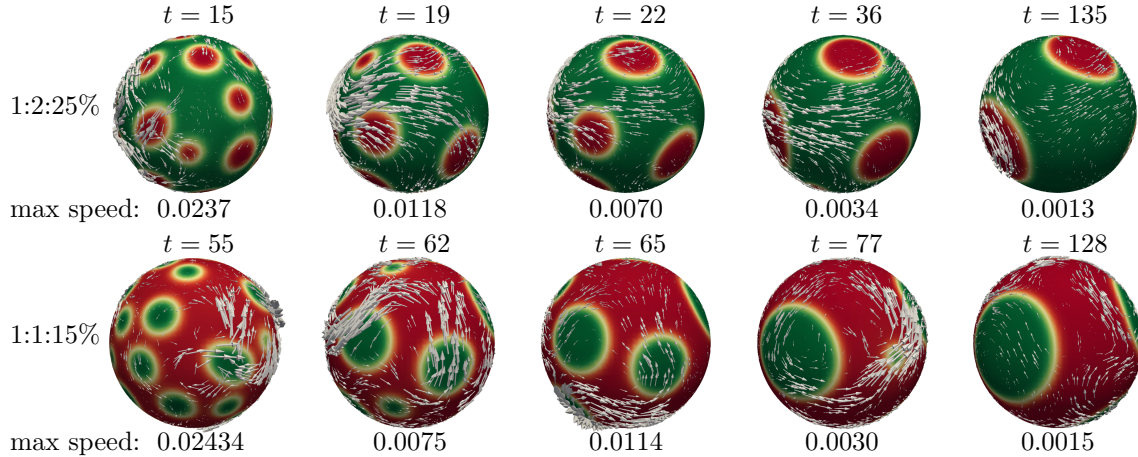 t = 15 t = 19 t = 22 t = 36 t = 135
1:2:25%
max speed: 0.0237 0.0118 0.0070 0.0034 0.0013
t = 55 t = 62 t = 65 t = 77 t = 128
1:1:15%
max speed: 0.02434 0.0075 0.0114 0.0030 0.0015